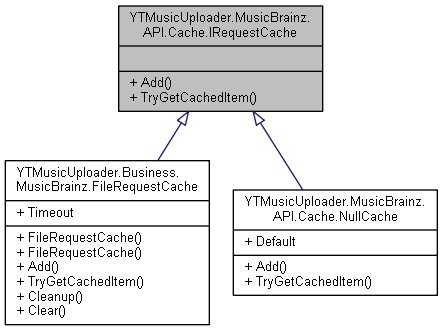 YTMusicUploader.MusicBrainz.
API.Cache.IRequestCache
+ Add()
+ TryGetCachedItem()
YTMusicUploader.Business.
MusicBrainz.FileRequestCache
+ Timeout
+ FileRequestCache()
+ FileRequestCache()
+ Add()
+ TryGetCachedItem()
+ Cleanup()
+ Clear()
YTMusicUploader.MusicBrainz.
API.Cache.NullCache
+ Default
+ Add()
+ TryGetCachedItem()